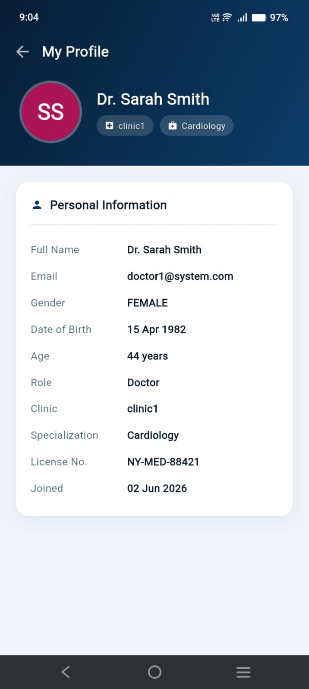 9:04
Vo LTE 97%
My Profile
SS
Dr. Sarah Smith
clinic1 Cardiology
Personal Information
Full Name Dr. Sarah Smith
Email doctor1@system.com
Gender FEMALE
Date of Birth 15 Apr 1982
Age 44 years
Role Doctor
Clinic clinic1
Specialization Cardiology
License No. NY-MED-88421
Joined 02 Jun 2026